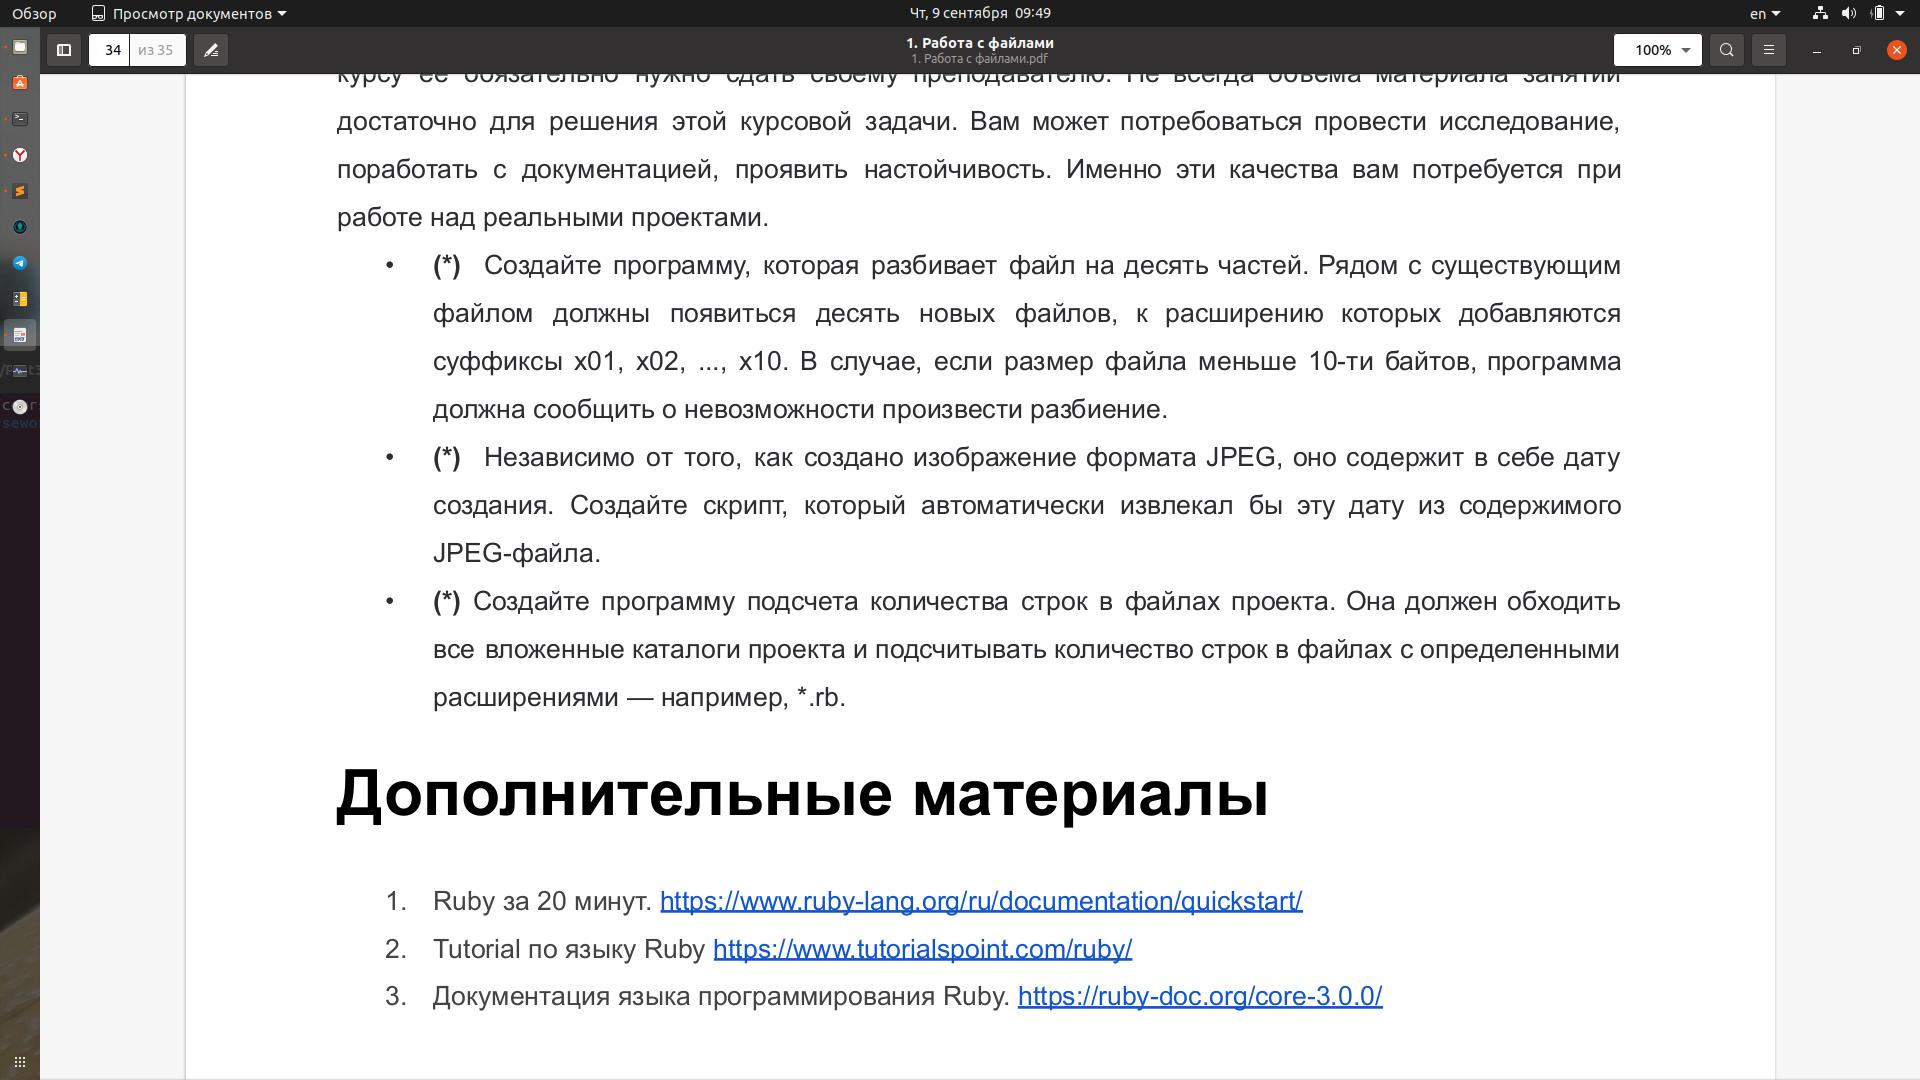 Обзор Просмотр документов Чт, 9 сентября 09:49 en
34 из 35 1. Работа с файлами 100%
1. Работа с файлами.pdf
курсу ее обязательно нужно сдать своему преподавателю. Не всегда объема материала занятий
достаточно для решения этой курсовой задачи. Вам может потребоваться провести исследование,
поработать с документацией, проявить настойчивость. Именно эти качества вам потребуется при
работе над реальными проектами.
• (*) Создайте программу, которая разбивает файл на десять частей. Рядом с существующим
файлом должны появиться десять новых файлов, к расширению которых добавляются
суффиксы x01, x02, ..., x10. В случае, если размер файла меньше 10-ти байтов, программа
должна сообщить о невозможности произвести разбиение.
• (*) Независимо от того, как создано изображение формата JPEG, оно содержит в себе дату
создания. Создайте скрипт, который автоматически извлекал бы эту дату из содержимого
JPEG-файла.
• (*) Создайте программу подсчета количества строк в файлах проекта. Она должен обходить
все вложенные каталоги проекта и подсчитывать количество строк в файлах с определенными
расширениями — например, *.rb.
Дополнительные материалы
1. Ruby за 20 минут. https://www.ruby-lang.org/ru/documentation/quickstart/
2. Tutorial по языку Ruby https://www.tutorialspoint.com/ruby/
3. Документация языка программирования Ruby. https://ruby-doc.org/core-3.0.0/